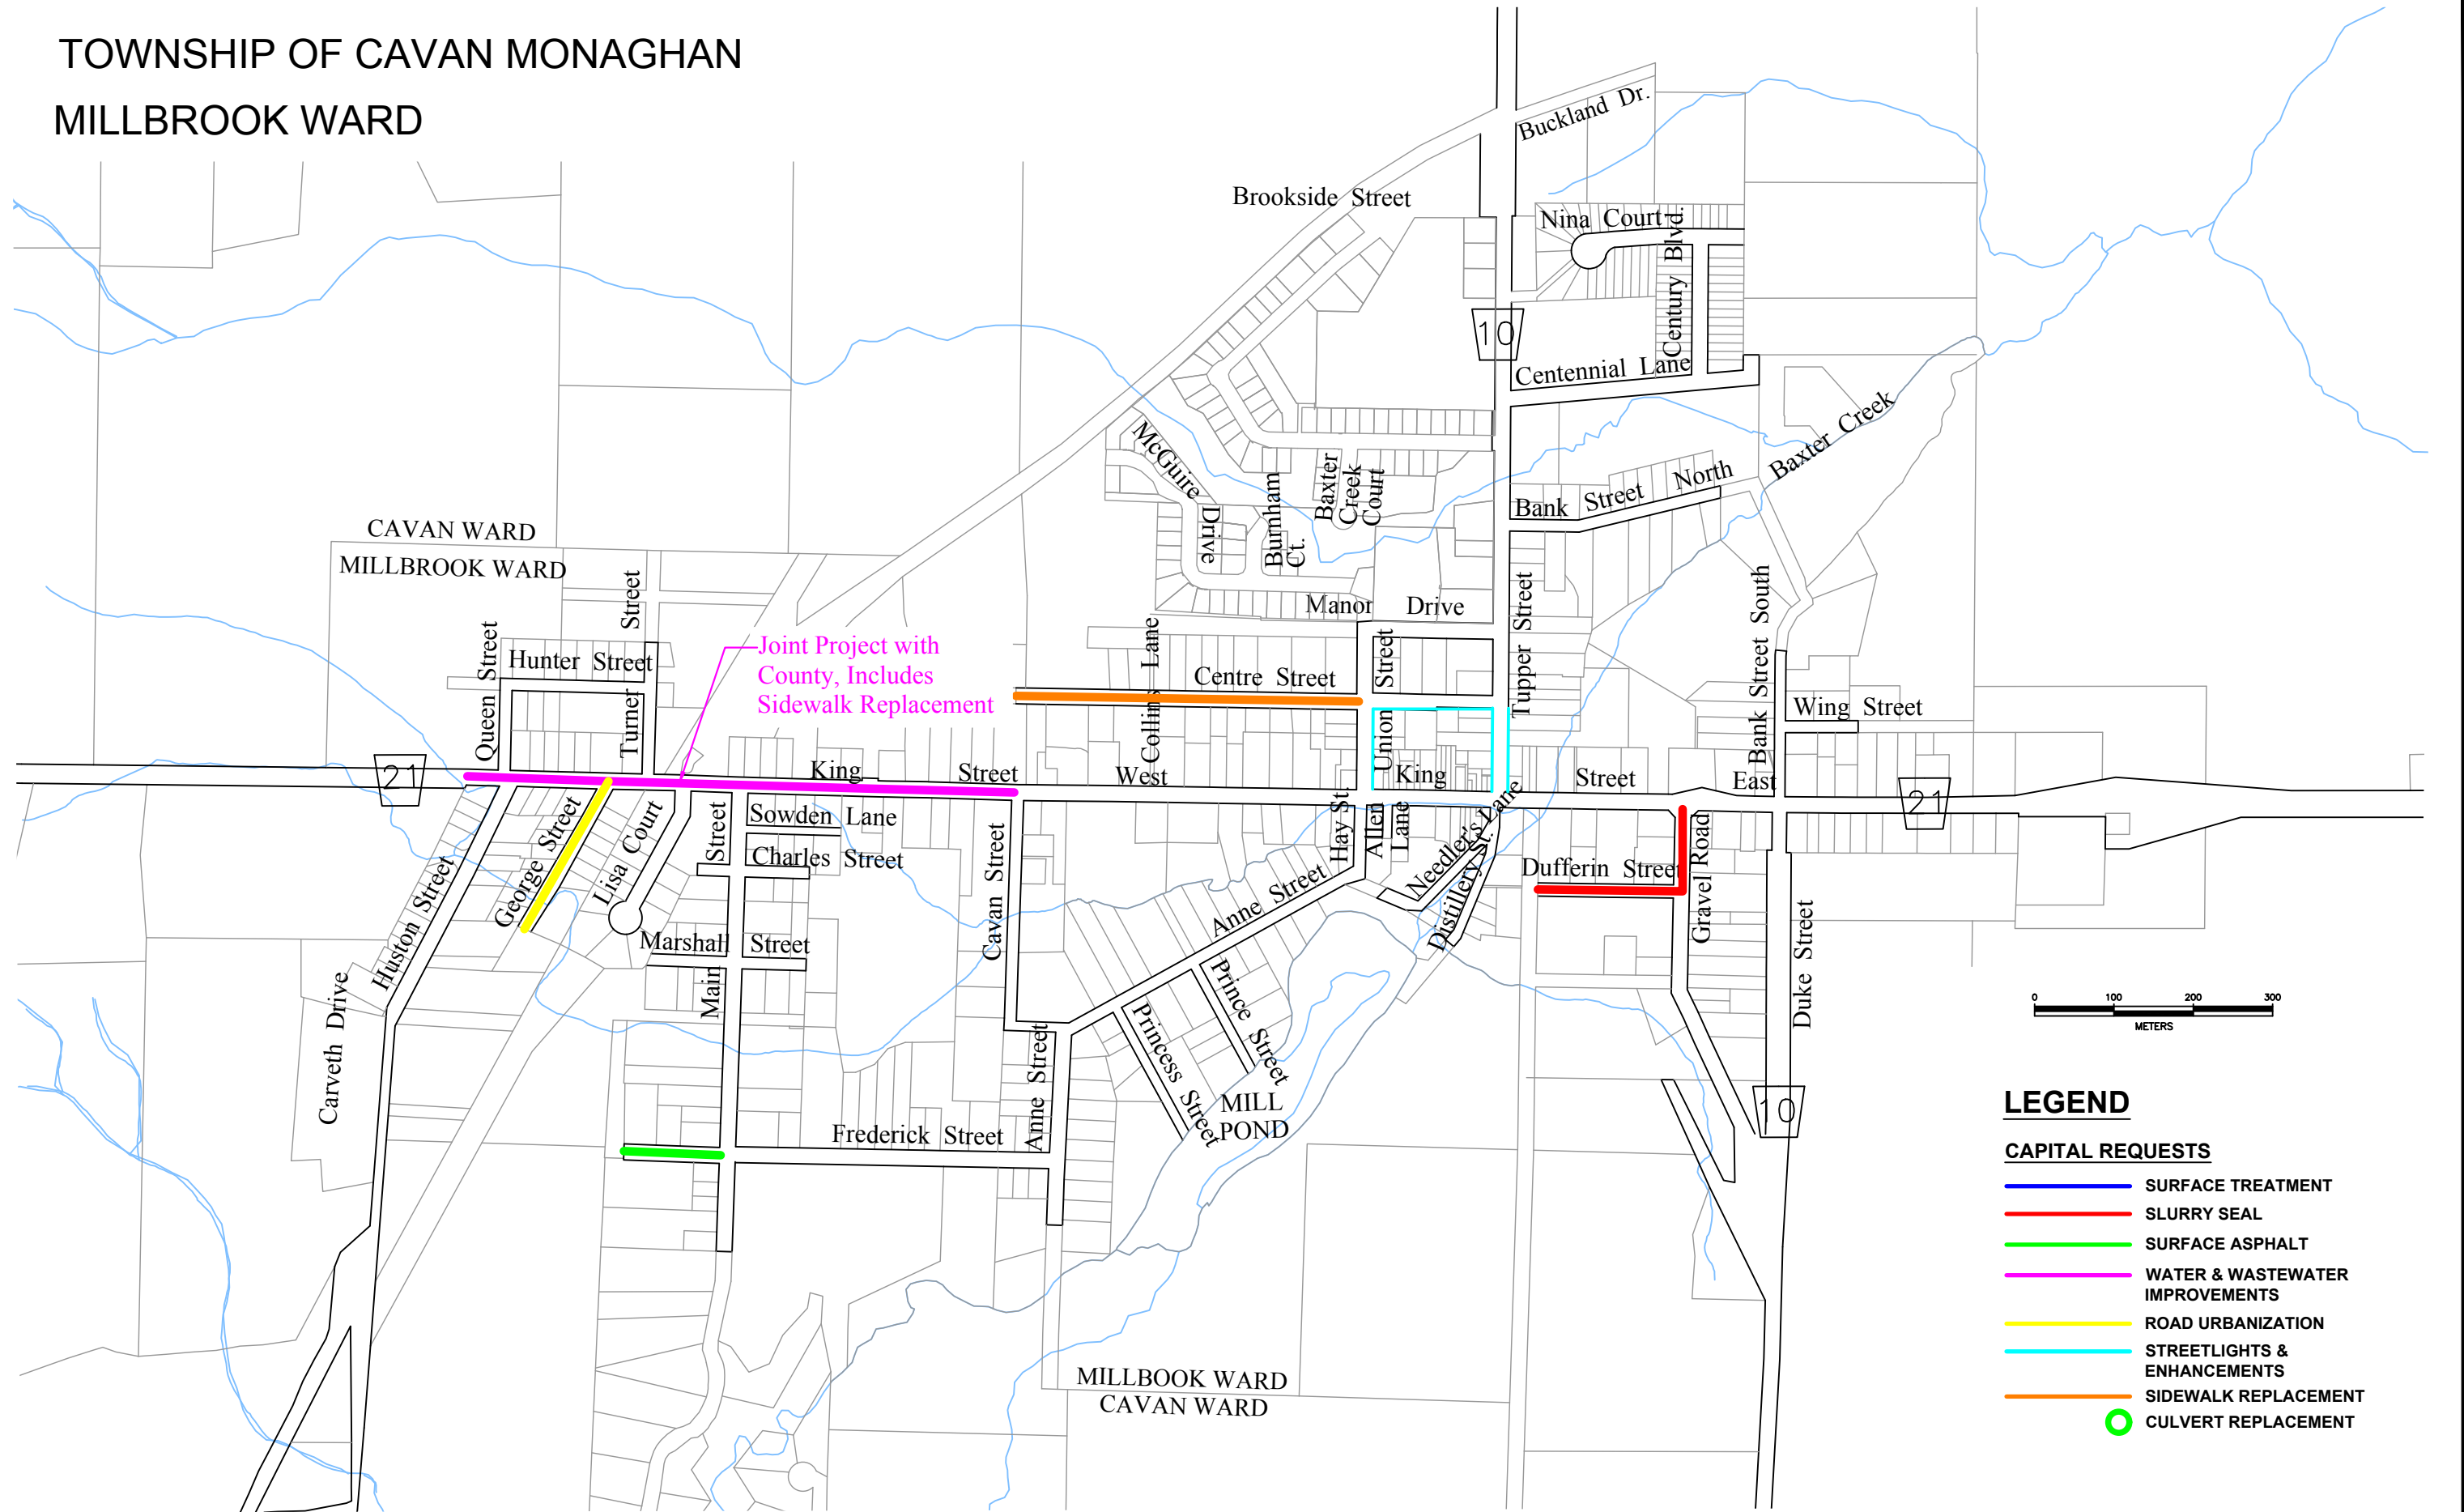 TOWNSHIP OF CAVAN MONAGHAN
MILLBROOK WARD
Buckland Dr.
Brookside Street
Nina Court
Century Blvd.
10
Centennial Lane
Baxter Creek
McGuire Drive
Burnham Ct.
Baxter Creek Court
Bank Street North
CAVAN WARD
MILLBROOK WARD
Manor Drive
Tupper Street
Bank Street South
Queen Street
Hunter Street
Turner Street
Joint Project with
County, Includes
Sidewalk Replacement
Collins Lane
Centre Street
Union Street
Wing Street
21
King Street West
King Street East
21
George Street
Lisa Court
Huston Street
Carveth Drive
Main Street
Sowden Lane
Charles Street
Marshall Street
Cavan Street
Hay St.
Allen Lane
Needler's Lane
Distillery St.
Dufferin Street
Gravel Road
Duke Street
Anne Street
Prince Street
Princess Street
Anne Street
MILL
POND
Frederick Street
10
0 100 200 300
METERS
MILLBOOK WARD
CAVAN WARD
LEGEND
CAPITAL REQUESTS
SURFACE TREATMENT
SLURRY SEAL
SURFACE ASPHALT
WATER & WASTEWATER
IMPROVEMENTS
ROAD URBANIZATION
STREETLIGHTS &
ENHANCEMENTS
SIDEWALK REPLACEMENT
CULVERT REPLACEMENT